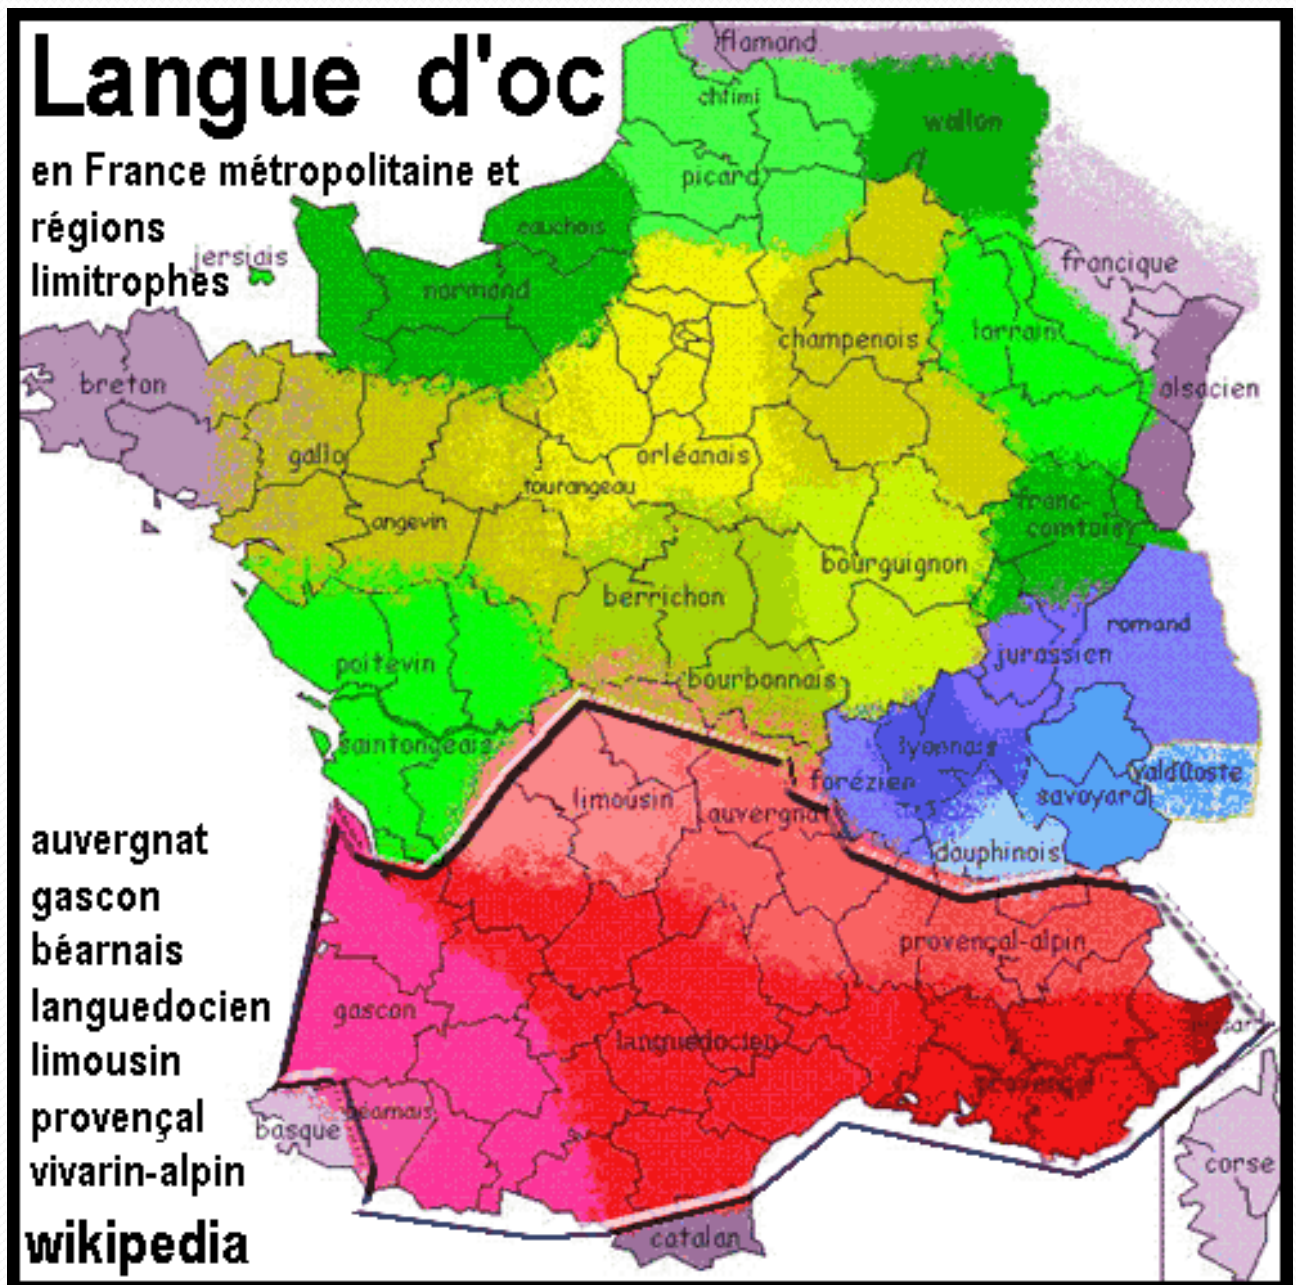 Langue d'oc
en France métropolitaine et
régions
limitrophes
flamand
chtimi
wallon
picard
cauchois
jersiais
normand
francique
champenois
lorrain
breton
alsacien
gallo
orléanais
tourangeau
angevin
franc-
comtois
bourguignon
berrichon
romand
jurassien
poitevin
bourbonnais
saintongeais
lyonnais
forézien
valdAoste
savoyard
limousin
auvergnat
dauphinois
provençal-alpin
gascon
languedocien
provençal
béarnais
basque
corse
catalan
auvergnat
gascon
béarnais
languedocien
limousin
provençal
vivarin-alpin
wikipedia